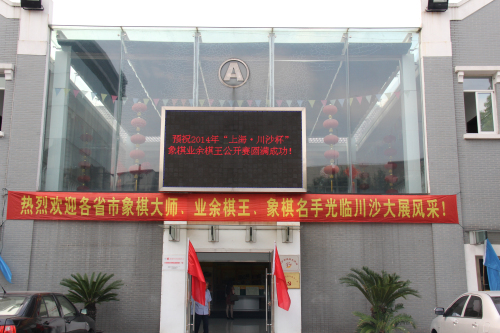 A
预祝2014年“上海·川沙杯”
象棋业余棋王公开赛圆满成功！
热烈欢迎各省市象棋大师、业余棋王、象棋名手光临川沙大展风采！